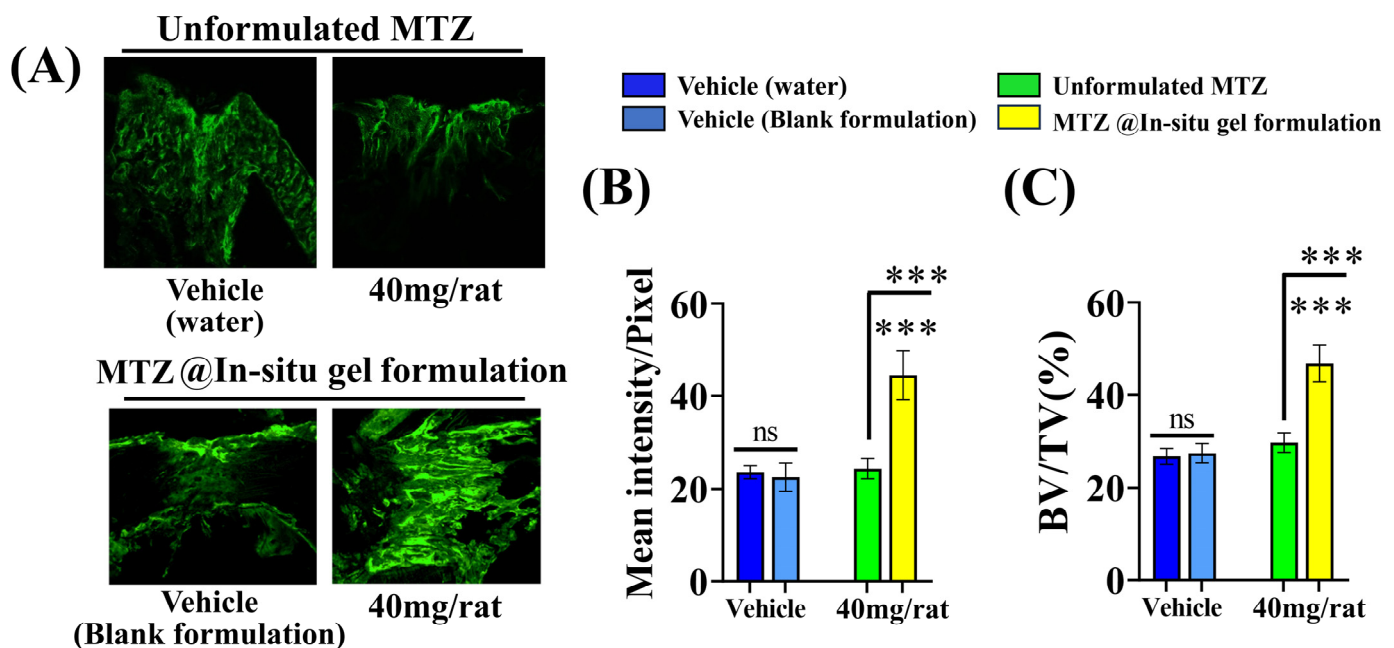 (A)
Unformulated MTZ
Vehicle
(water)
40mg/rat
MTZ @In-situ gel formulation
Vehicle
(Blank formulation)
40mg/rat
Vehicle (water)
Vehicle (Blank formulation)
Unformulated MTZ
MTZ @In-situ gel formulation
(B)
Mean intensity/Pixel
60
40
20
0
ns
***
***
Vehicle
40mg/rat
(C)
BV/TV(%)
60
40
20
0
ns
***
***
Vehicle
40mg/rat